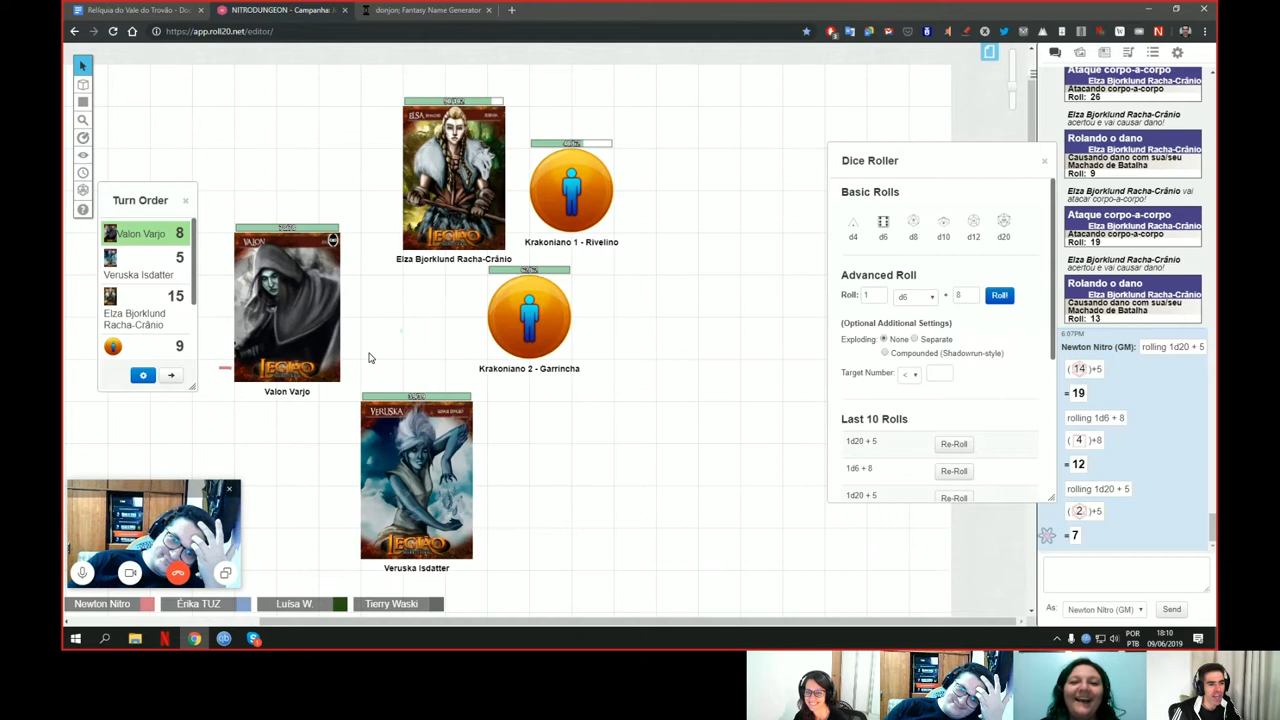 Relíquia do Vale do Trovão - Doc
NITRODUNGEON - Campanha: J
donjon; Fantasy Name Generator
https://app.roll20.net/editor/
Turn Order
Valon Varjo 8
5
Veruska Isdatter
15
Elza Bjorklund
Racha-Crânio
9
VALON
LEGIÃO
Valon Varjo
ELSA
LEGIÃO
Elza Bjorklund Racha-Crânio
Krakoniano 1 - Rivelino
Krakoniano 2 - Garrincha
VERUSKA
LEGIÃO
Veruska Isdatter
Dice Roller
Basic Rolls
d4 d6 d8 d10 d12 d20
Advanced Roll
Roll: 1 d6 + 8 Roll!
(Optional Additional Settings)
Exploding: None Separate
Compounded (Shadowrun-style)
Target Number: <
Last 10 Rolls
1d20 + 5 Re-Roll
1d6 + 8 Re-Roll
1d20 + 5 Re-Roll
Ataque corpo-a-corpo
Elza Bjorklund Racha-Crânio
Atacando corpo-a-corpo
Roll: 26
Elza Bjorklund Racha-Crânio
acertou e vai causar dano!
Rolando o dano
Elza Bjorklund Racha-Crânio
Causando dano com sua/seu
Machado de Batalha
Roll: 9
Elza Bjorklund Racha-Crânio vai
atacar corpo-a-corpo!
Ataque corpo-a-corpo
Elza Bjorklund Racha-Crânio
Atacando corpo-a-corpo
Roll: 19
Elza Bjorklund Racha-Crânio
acertou e vai causar dano!
Rolando o dano
Elza Bjorklund Racha-Crânio
Causando dano com sua/seu
Machado de Batalha
Roll: 13
6:07PM
Newton Nitro (GM): rolling 1d20 + 5
(14)+5
= 19
rolling 1d6 + 8
(4)+8
= 12
rolling 1d20 + 5
(2)+5
= 7
As: Newton Nitro (GM) Send
Newton Nitro Érika TUZ Luísa W. Tierry Waski
POR
PTB
18:10
09/06/2019